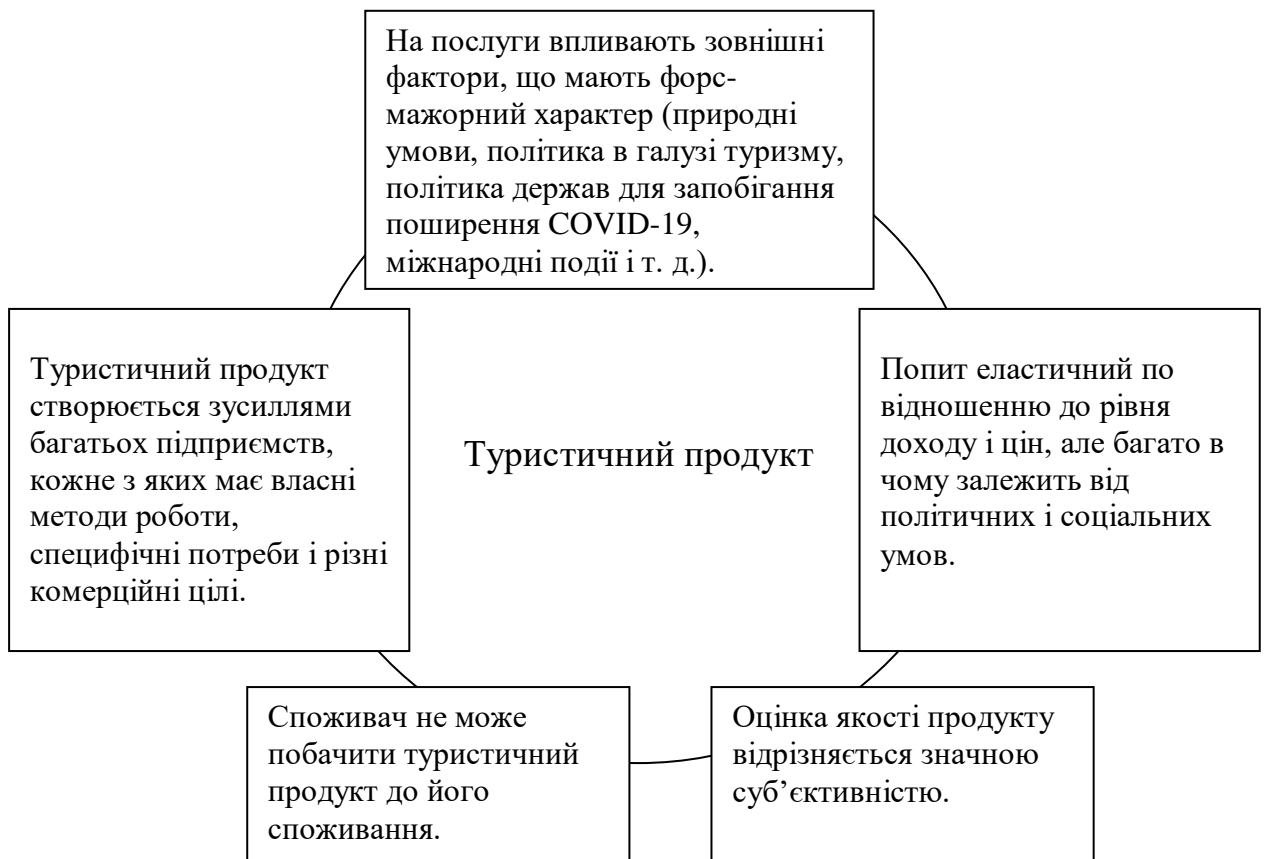 На послуги впливають зовнішні
фактори, що мають форс-
мажорний характер (природні
умови, політика в галузі туризму,
політика держав для запобігання
поширення COVID-19,
міжнародні події і т. д.).
Туристичний продукт
створюється зусиллями
багатьох підприємств,
кожне з яких має власні
методи роботи,
специфічні потреби і різні
комерційні цілі.
Туристичний продукт
Попит еластичний по
відношенню до рівня
доходу і цін, але багато в
чому залежить від
політичних і соціальних
умов.
Споживач не може
побачити туристичний
продукт до його
споживання.
Оцінка якості продукту
відрізняється значною
суб’єктивністю.